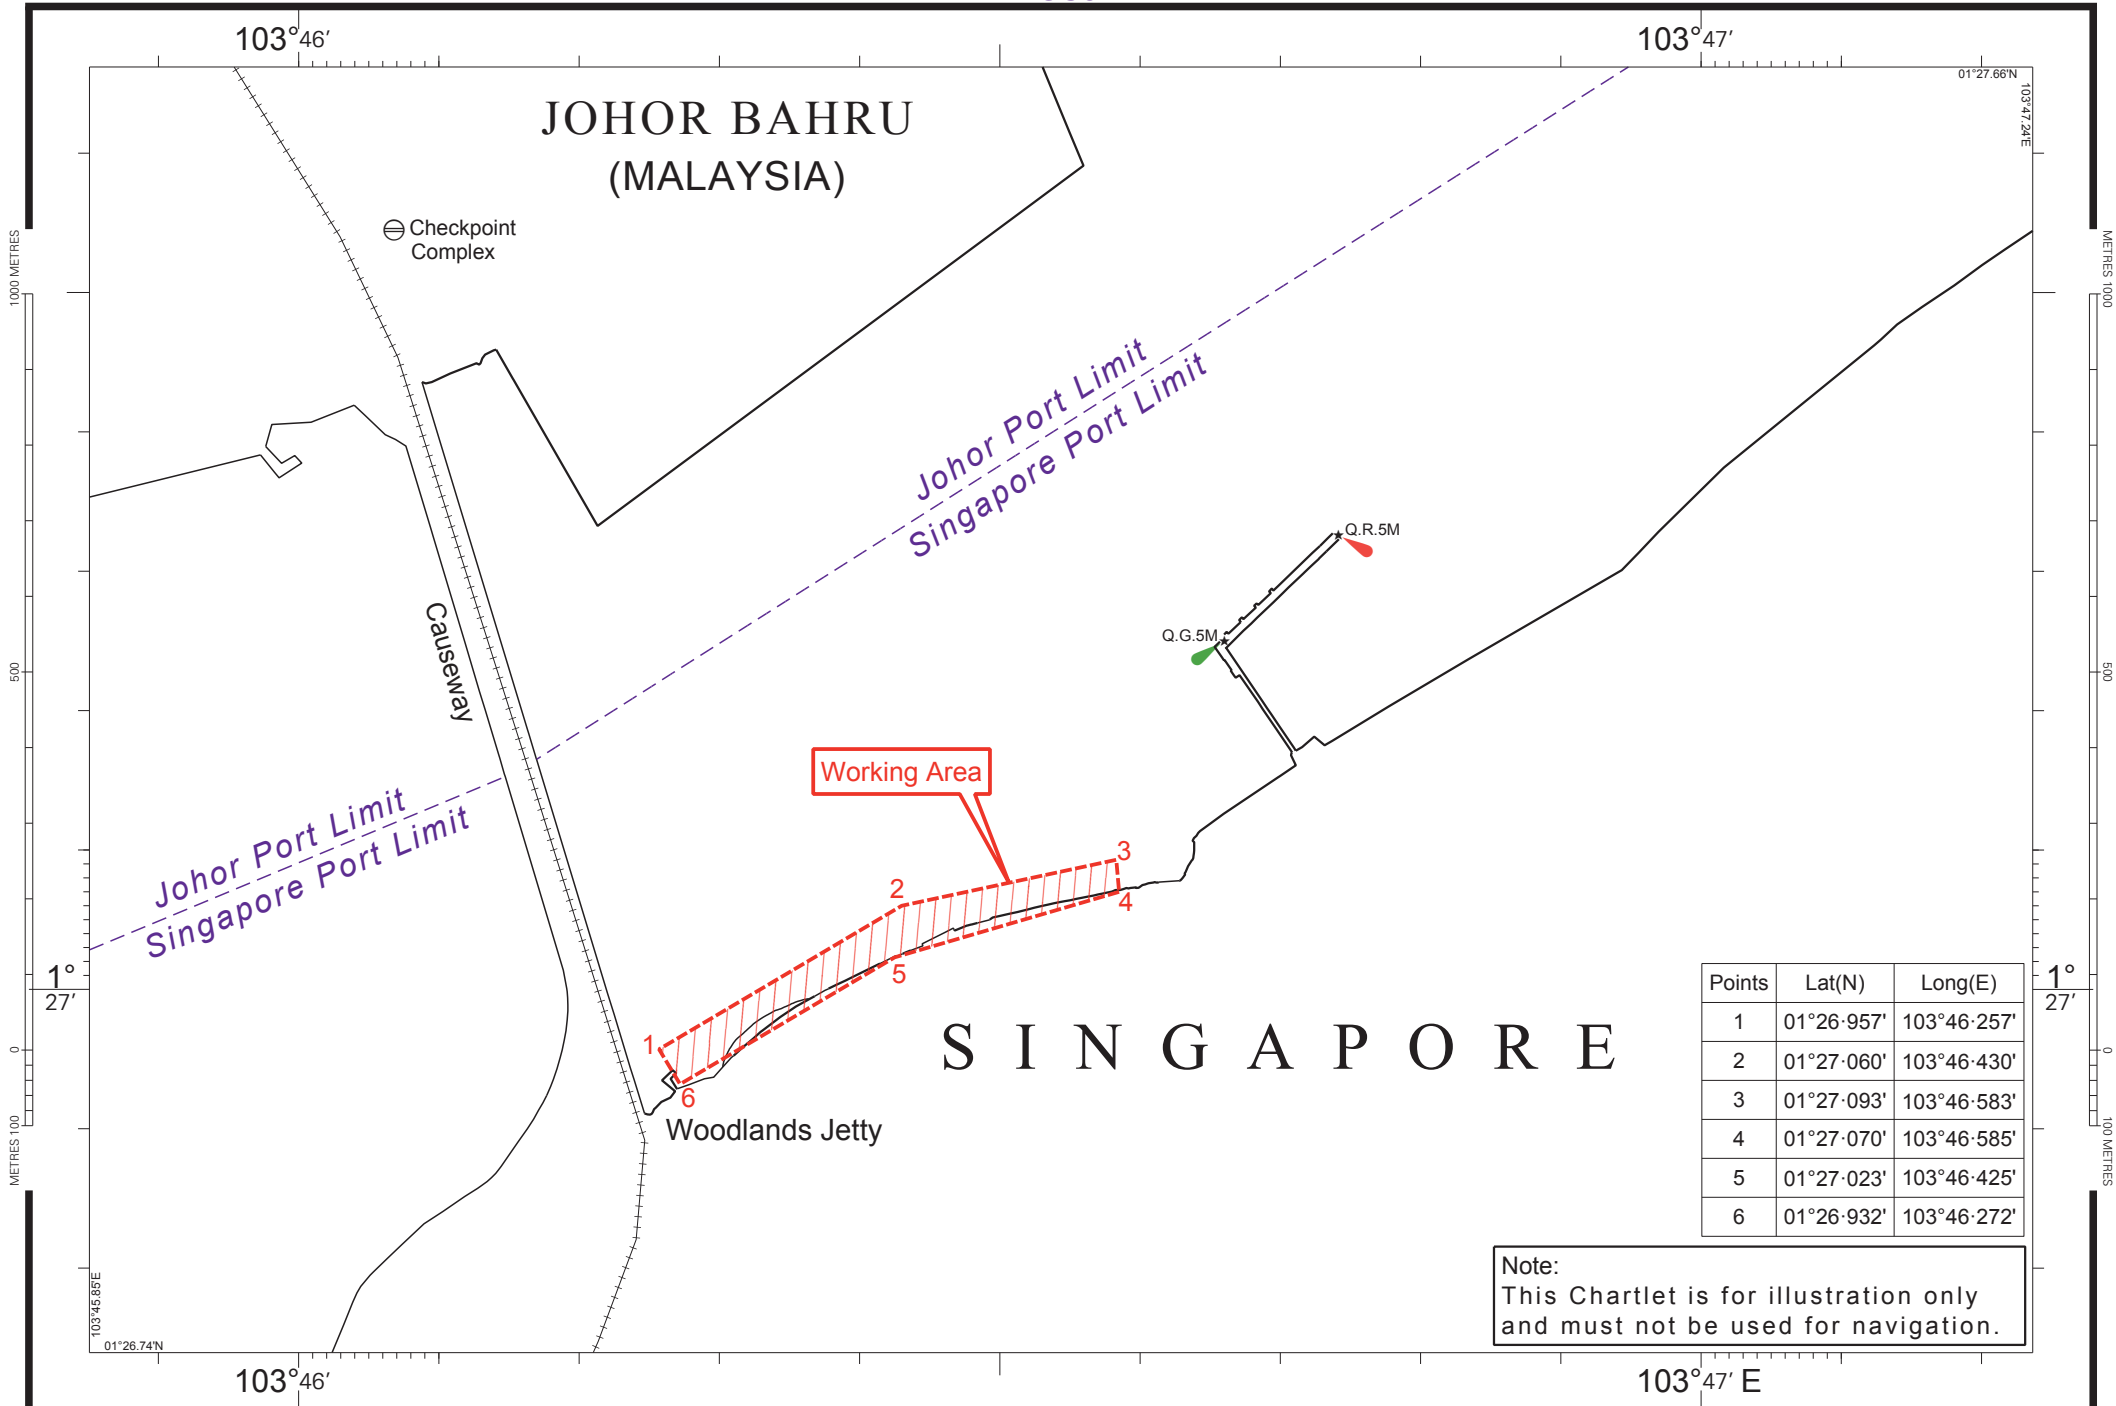 103°46′
103°47′
01°27.66'N
103°47.24'E
JOHOR BAHRU
(MALAYSIA)
Checkpoint
Complex
1000 METRES
METRES 1000
Johor Port Limit
Singapore Port Limit
Q.R.5M
Q.G.5M
Causeway
500
500
Working Area
Johor Port Limit
Singapore Port Limit
3
2
4
5
1
6
1°
27′
1°
27′
SINGAPORE
Woodlands Jetty
0
0
METRES 100
100 METRES
Points Lat(N) Long(E)
1 01°26·957' 103°46·257'
2 01°27·060' 103°46·430'
3 01°27·093' 103°46·583'
4 01°27·070' 103°46·585'
5 01°27·023' 103°46·425'
6 01°26·932' 103°46·272'
Note:
This Chartlet is for illustration only
and must not be used for navigation.
103°45.85'E
01°26.74'N
103°46′
103°47′ E